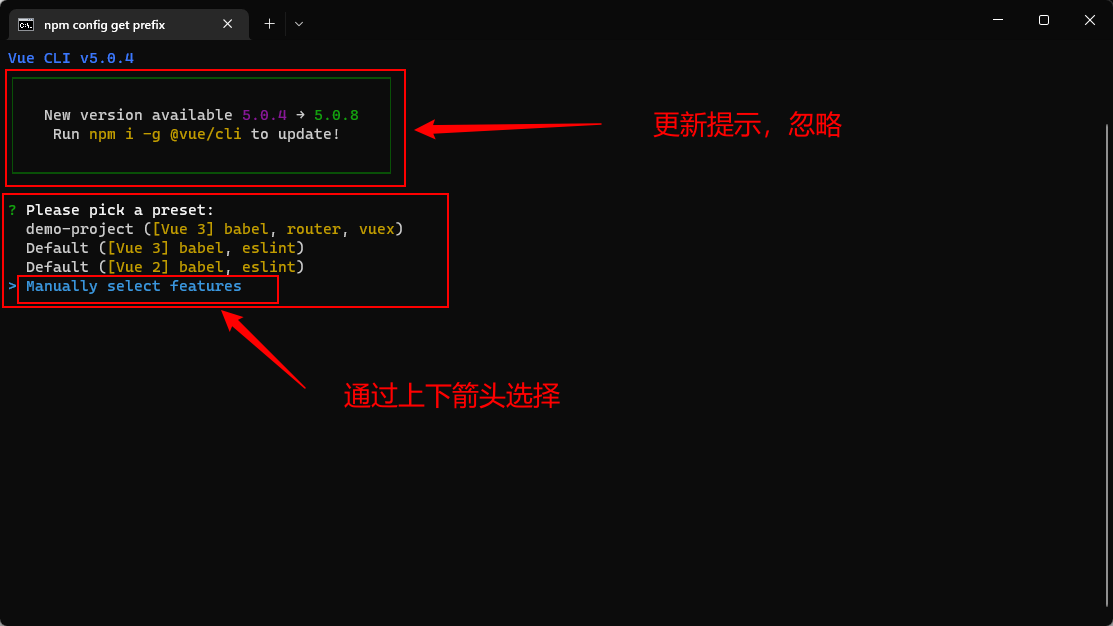 npm config get prefix
Vue CLI v5.0.4
New version available 5.0.4 → 5.0.8
更新提示，忽略
Run npm i -g @vue/cli to update!
? Please pick a preset:
demo-project ([Vue 3] babel, router, vuex)
Default ([Vue 3] babel, eslint)
Default ([Vue 2] babel, eslint)
> Manually select features
通过上下箭头选择